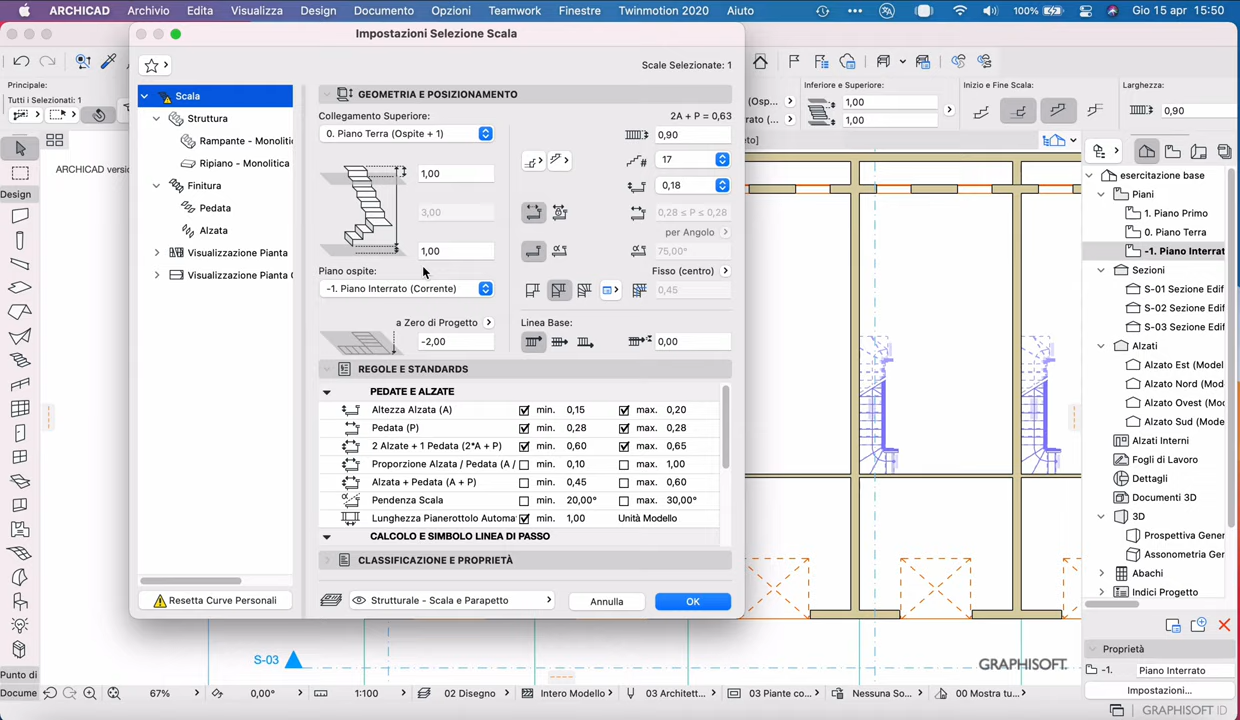 ARCHICAD Archivio Edita Visualizza Design Documento Opzioni Teamwork Finestre Twinmotion 2020 Aiuto 100% Gio 15 apr 15:50
Impostazioni Selezione Scala
Scale Selezionate: 1
Principale:
Tutti i Selezionati: 1
Scala
Struttura
Rampante - Monolitic
Ripiano - Monolitica
Finitura
Pedata
Alzata
Visualizzazione Pianta
Visualizzazione Pianta C
Resetta Curve Personali
GEOMETRIA E POSIZIONAMENTO
Collegamento Superiore:
2A + P = 0,63
0. Piano Terra (Ospite + 1)
0,90
1,00
17
0,18
3,00
0,28 ≤ P ≤ 0,28
per Angolo
1,00
75,00°
Piano ospite:
Fisso (centro)
-1. Piano Interrato (Corrente)
0,45
a Zero di Progetto
Linea Base:
-2,00
0,00
REGOLE E STANDARDS
PEDATE E ALZATE
Altezza Alzata (A) min. 0,15 max. 0,20
Pedata (P) min. 0,28 max. 0,28
2 Alzate + 1 Pedata (2*A + P) min. 0,60 max. 0,65
Proporzione Alzata / Pedata (A / min. 0,10 max. 1,00
Alzata + Pedata (A + P) min. 0,45 max. 0,60
Pendenza Scala min. 20,00° max. 30,00°
Lunghezza Pianerottolo Automa min. 1,00 Unità Modello
CALCOLO E SIMBOLO LINEA DI PASSO
CLASSIFICAZIONE E PROPRIETÀ
Strutturale - Scala e Parapetto
Annulla
OK
Design
ARCHICAD versio
Punto di
Docume
Inferiore e Superiore:
Inizio e Fine Scala:
Larghezza:
1,00
1,00
0,90
esercitazione base
Piani
1. Piano Primo
0. Piano Terra
-1. Piano Interrat
Sezioni
S-01 Sezione Edif
S-02 Sezione Edif
S-03 Sezione Edif
Alzati
Alzato Est (Model
Alzato Nord (Mod
Alzato Ovest (Moc
Alzato Sud (Mode
Alzati Interni
Fogli di Lavoro
Dettagli
Documenti 3D
3D
Prospettiva Gener
Assonometria Ger
Abachi
Indici Progetto
Proprietà
-1. Piano Interrato
Impostazioni...
GRAPHISOFT ID
S-03
GRAPHISOFT.
67% 0,00° 1:100 02 Disegno Intero Modello 03 Architett... 03 Piante co... Nessuna So... 00 Mostra tu...